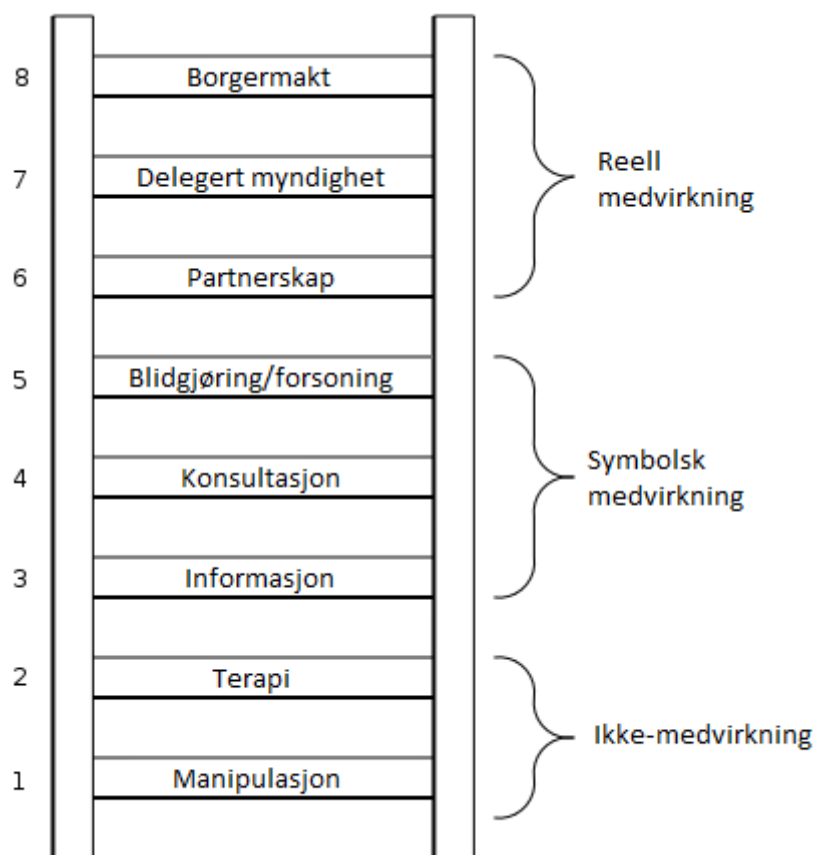 8
Borgermakt
7
Delegert myndighet
Reell
medvirkning
6
Partnerskap
5
Blidgjøring/forsoning
4
Konsultasjon
Symbolsk
medvirkning
3
Informasjon
2
Terapi
Ikke-medvirkning
1
Manipulasjon